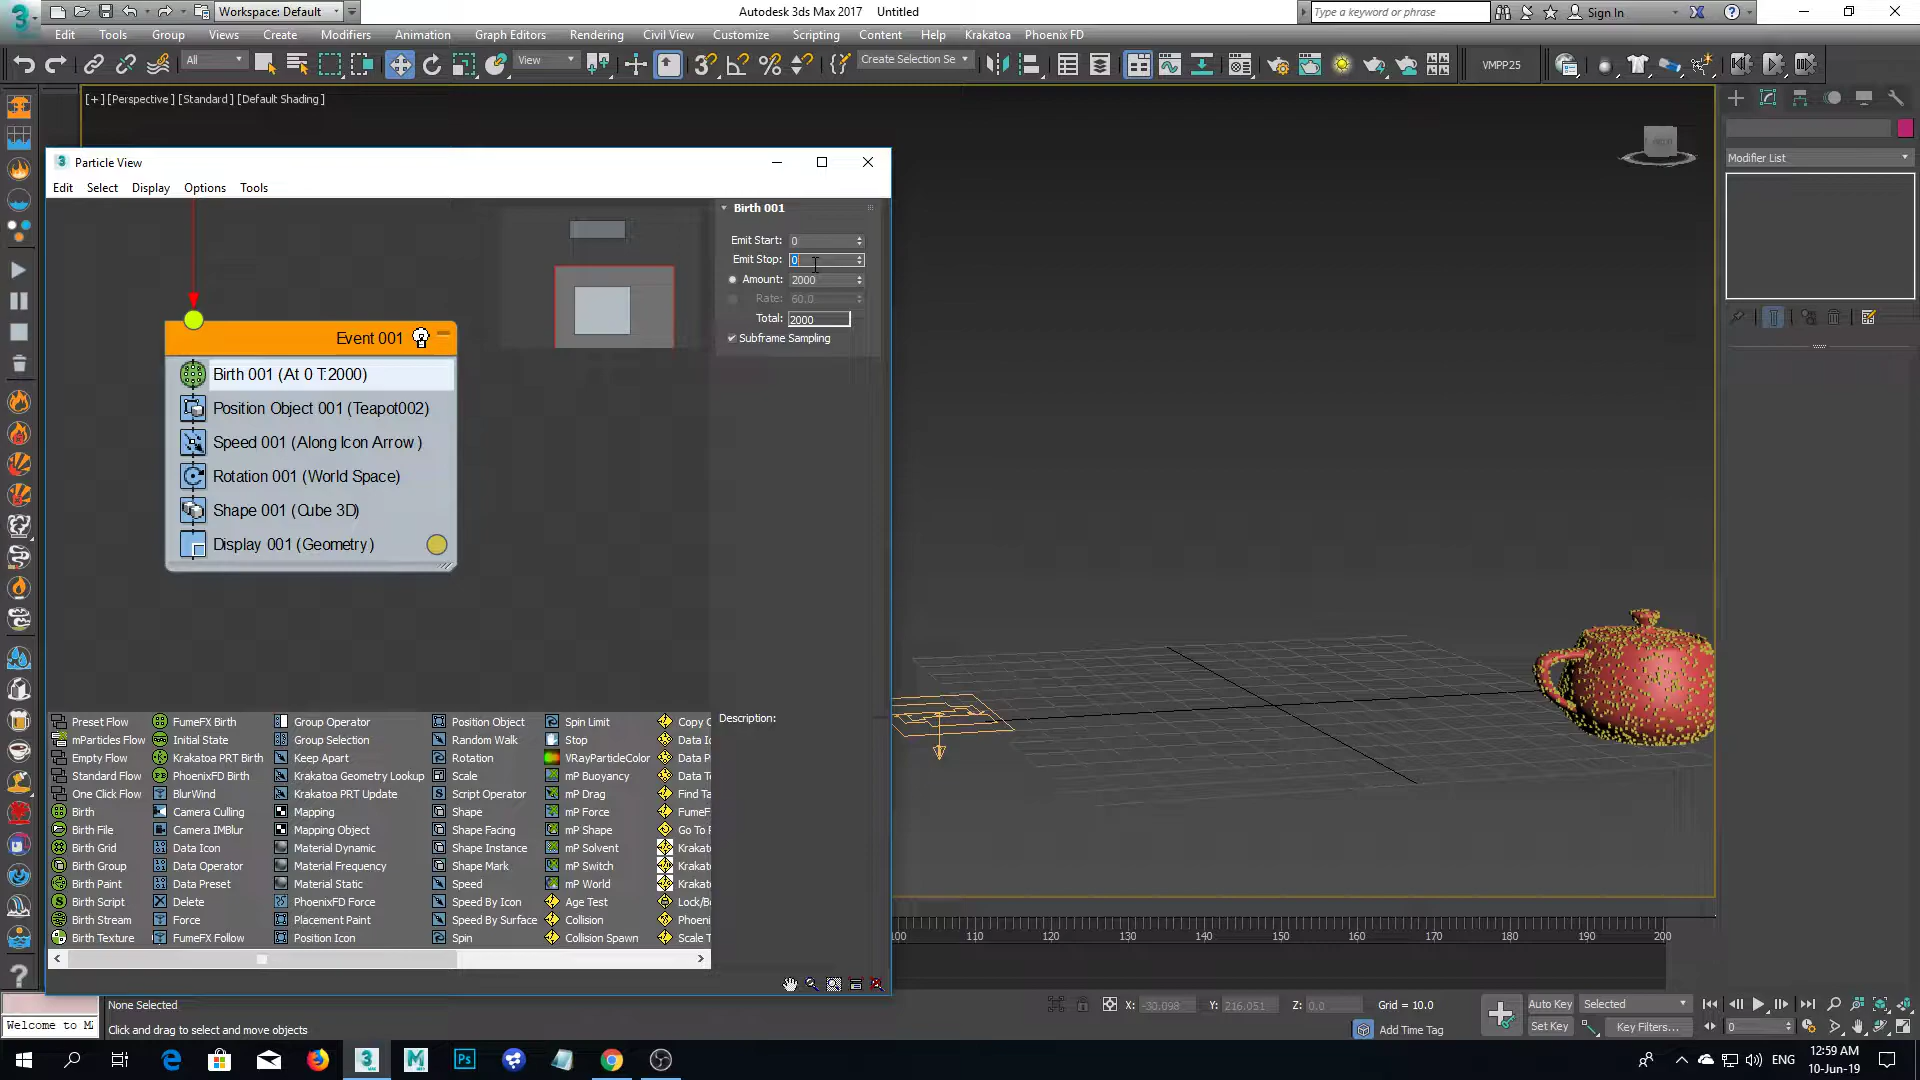 Workspace: Default
Autodesk 3ds Max 2017 Untitled
Type a keyword or phrase
Sign In
Edit Tools Group Views Create Modifiers Animation Graph Editors Rendering Civil View Customize Scripting Content Help Krakatoa Phoenix FD
All
View
Create Selection Se
VMPP25
[+] [Perspective ] [Standard ] [Default Shading ]
Modifier List
Particle View
Edit Select Display Options Tools
Birth 001
Emit Start: 0
Emit Stop: 0
Amount: 2000
Rate: 60.0
Total: 2000
Subframe Sampling
Event 001
Birth 001 (At 0 T:2000)
Position Object 001 (Teapot002)
Speed 001 (Along Icon Arrow )
Rotation 001 (World Space)
Shape 001 (Cube 3D)
Display 001 (Geometry )
Preset Flow FumeFX Birth Group Operator Position Object Spin Limit Copy C
mParticles Flow Initial State Group Selection Random Walk Stop Data Ic
Empty Flow Krakatoa PRT Birth Keep Apart Rotation VRayParticleColor Data P
Standard Flow PhoenixFD Birth Krakatoa Geometry Lookup Scale mP Buoyancy Data T
One Click Flow BlurWind Krakatoa PRT Update Script Operator mP Drag Find Ta
Birth Camera Culling Mapping Shape mP Force FumeF
Birth File Camera IMBlur Mapping Object Shape Facing mP Shape Go To F
Birth Grid Data Icon Material Dynamic Shape Instance mP Solvent Krakat
Birth Group Data Operator Material Frequency Shape Mark mP Switch Krakat
Birth Paint Data Preset Material Static Speed mP World Krakat
Birth Script Delete PhoenixFD Force Speed By Icon Age Test Lock/B
Birth Stream Force Placement Paint Speed By Surface Collision Phoeni
Birth Texture FumeFX Follow Position Icon Spin Collision Spawn Scale T
Description:
100 110 120 130 140 150 160 170 180 190 200
None Selected
X: -30.098 Y: 216.051 Z: 0.0 Grid = 10.0
Auto Key Selected
Welcome to M
Click and drag to select and move objects
Add Time Tag
Set Key Key Filters...
0
ENG
12:59 AM
10-Jun-19